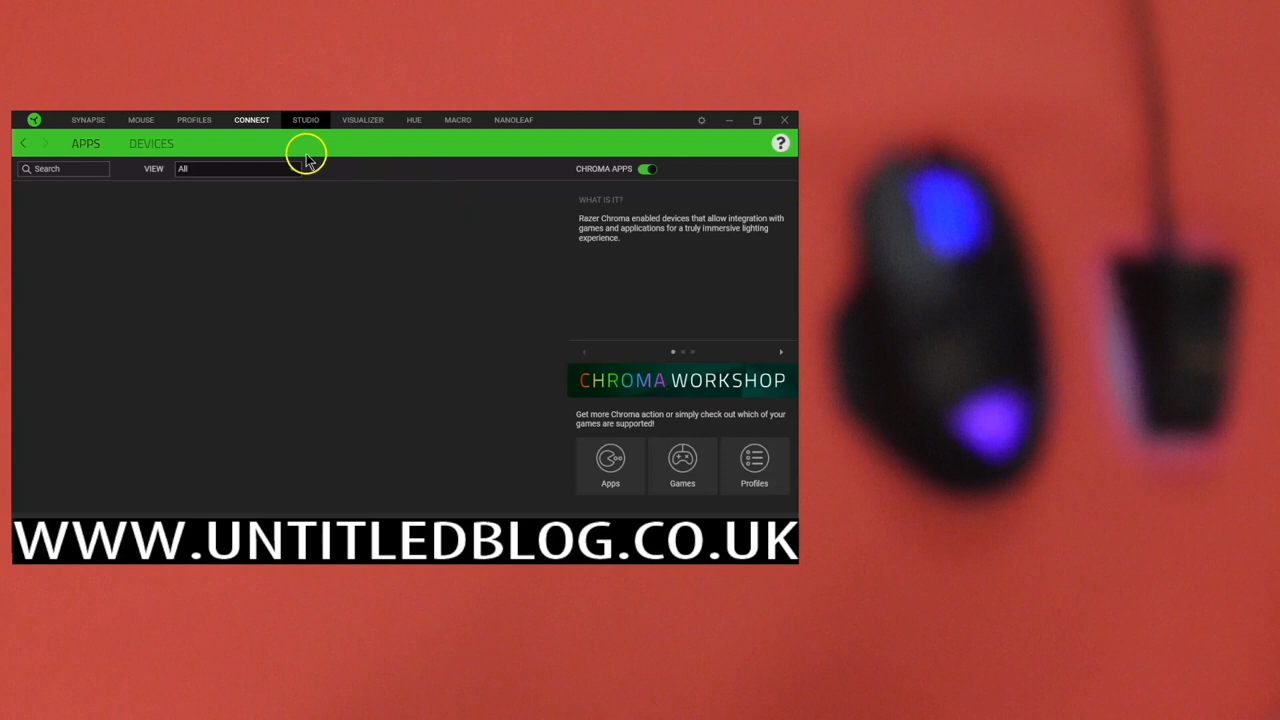 SYNAPSE MOUSE PROFILES CONNECT STUDIO VISUALIZER HUE MACRO NANOLEAF
APPS DEVICES ?
Search VIEW All CHROMA APPS
WHAT IS IT?
Razer Chroma enabled devices that allow integration with
games and applications for a truly immersive lighting
experience.
CHROMA WORKSHOP
Get more Chroma action or simply check out which of your
games are supported!
Apps Games Profiles
WWW.UNTITLEDBLOG.CO.UK